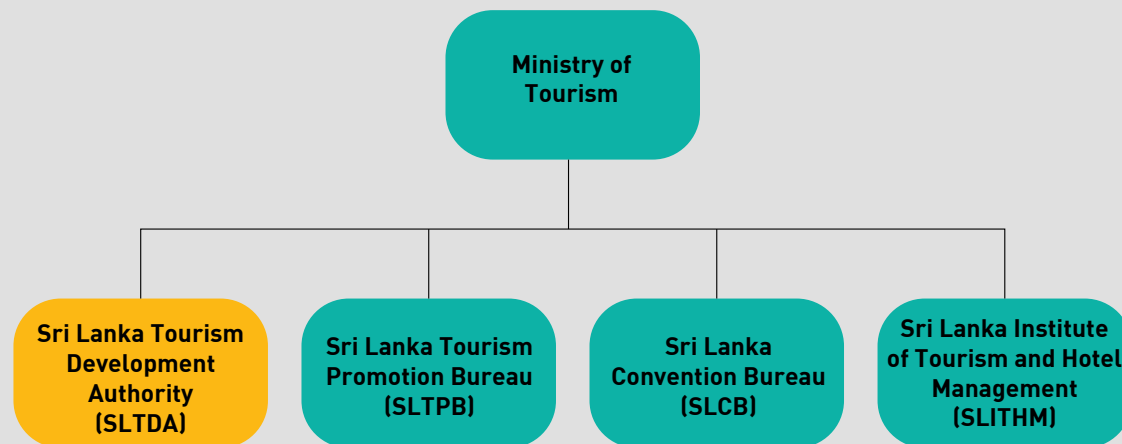 Ministry of
Tourism
Sri Lanka Tourism
Development
Authority
(SLTDA)
Sri Lanka Tourism
Promotion Bureau
(SLTPB)
Sri Lanka
Convention Bureau
(SLCB)
Sri Lanka Institute
of Tourism and Hotel
Management
(SLITHM)